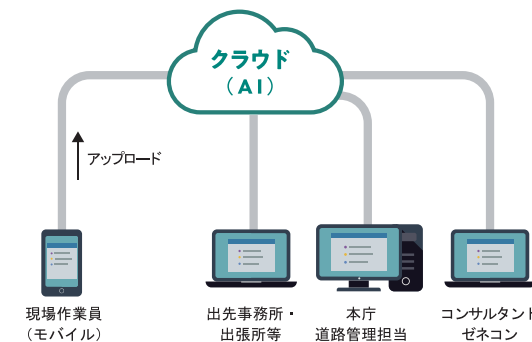 クラウド
（AI）
アップロード
現場作業員
（モバイル）
出先事務所・
出張所等
本庁
道路管理担当
コンサルタント
ゼネコン